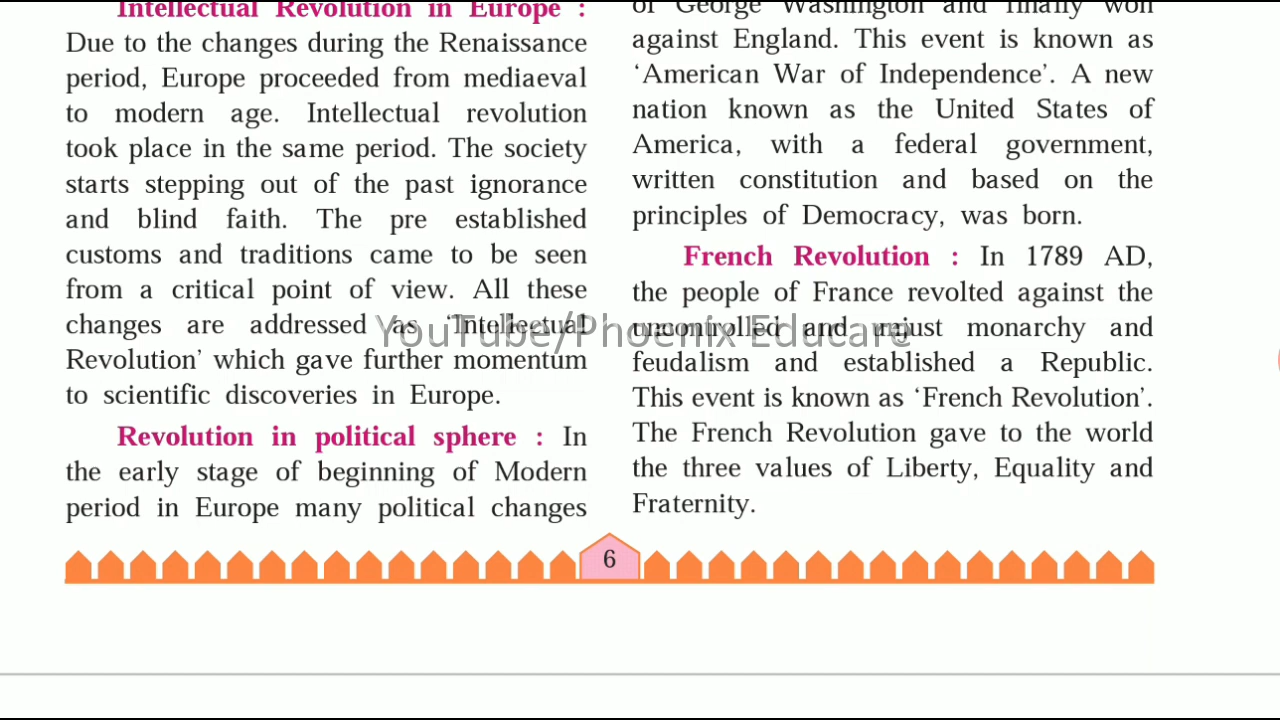 Intellectual Revolution in Europe :
Due to the changes during the Renaissance
period, Europe proceeded from mediaeval
to modern age. Intellectual revolution
took place in the same period. The society
starts stepping out of the past ignorance
and blind faith. The pre established
customs and traditions came to be seen
from a critical point of view. All these
changes are addressed as ‘Intellectual
Revolution’ which gave further momentum
to scientific discoveries in Europe.
Revolution in political sphere : In
the early stage of beginning of Modern
period in Europe many political changes
of George Washington and finally won
against England. This event is known as
‘American War of Independence’. A new
nation known as the United States of
America, with a federal government,
written constitution and based on the
principles of Democracy, was born.
French Revolution : In 1789 AD,
the people of France revolted against the
uncontrolled and unjust monarchy and
feudalism and established a Republic.
This event is known as ‘French Revolution’.
The French Revolution gave to the world
the three values of Liberty, Equality and
Fraternity.
YouTube/Phoenix Educare
6